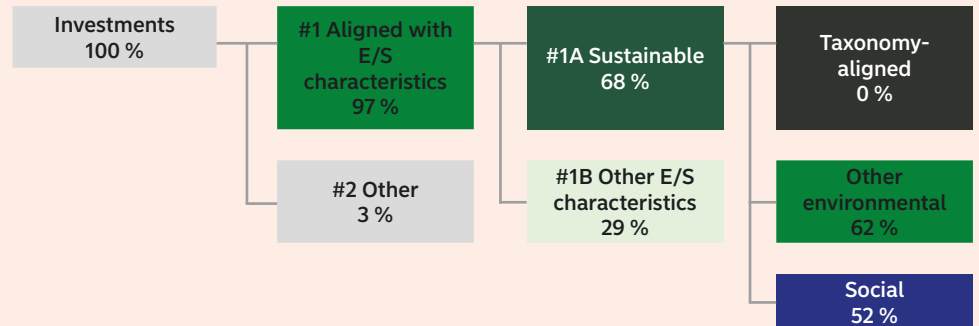 Investments
100 %
#1 Aligned with
E/S
characteristics
97 %
#2 Other
3 %
#1A Sustainable
68 %
#1B Other E/S
characteristics
29 %
Taxonomy-
aligned
0 %
Other
environmental
62 %
Social
52 %